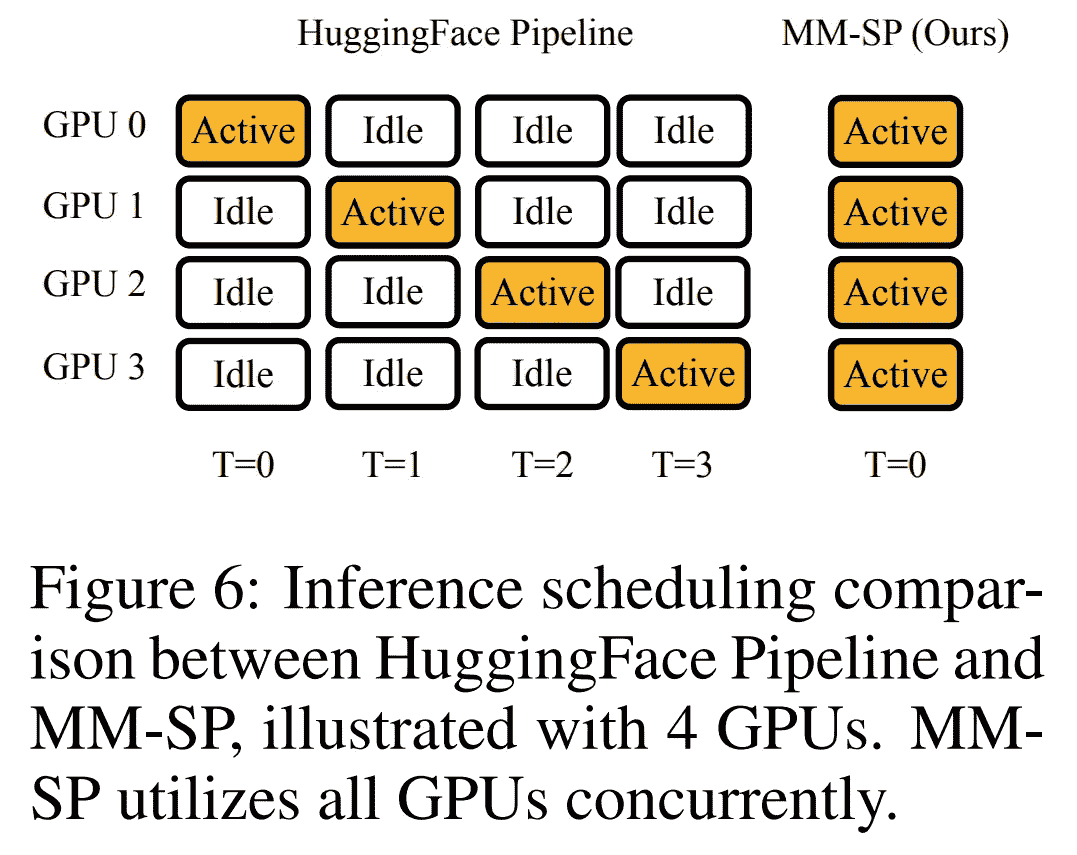 HuggingFace Pipeline MM-SP (Ours)
GPU 0 Active Idle Idle Idle Active
GPU 1 Idle Active Idle Idle Active
GPU 2 Idle Idle Active Idle Active
GPU 3 Idle Idle Idle Active Active
T=0 T=1 T=2 T=3 T=0
Figure 6: Inference scheduling compar-
ison between HuggingFace Pipeline and
MM-SP, illustrated with 4 GPUs. MM-
SP utilizes all GPUs concurrently.